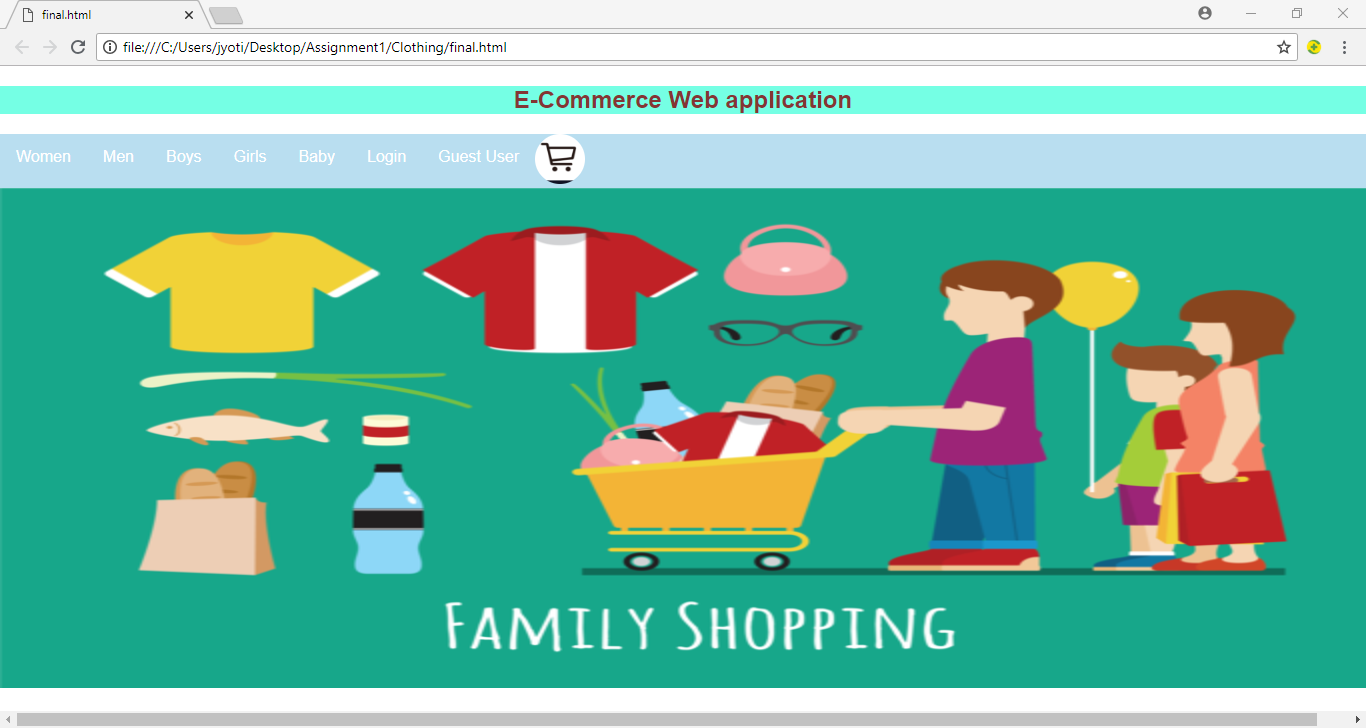 final.html
file:///C:/Users/jyoti/Desktop/Assignment1/Clothing/final.html
E-Commerce Web application
Women Men Boys Girls Baby Login Guest User
FAMILY SHOPPING